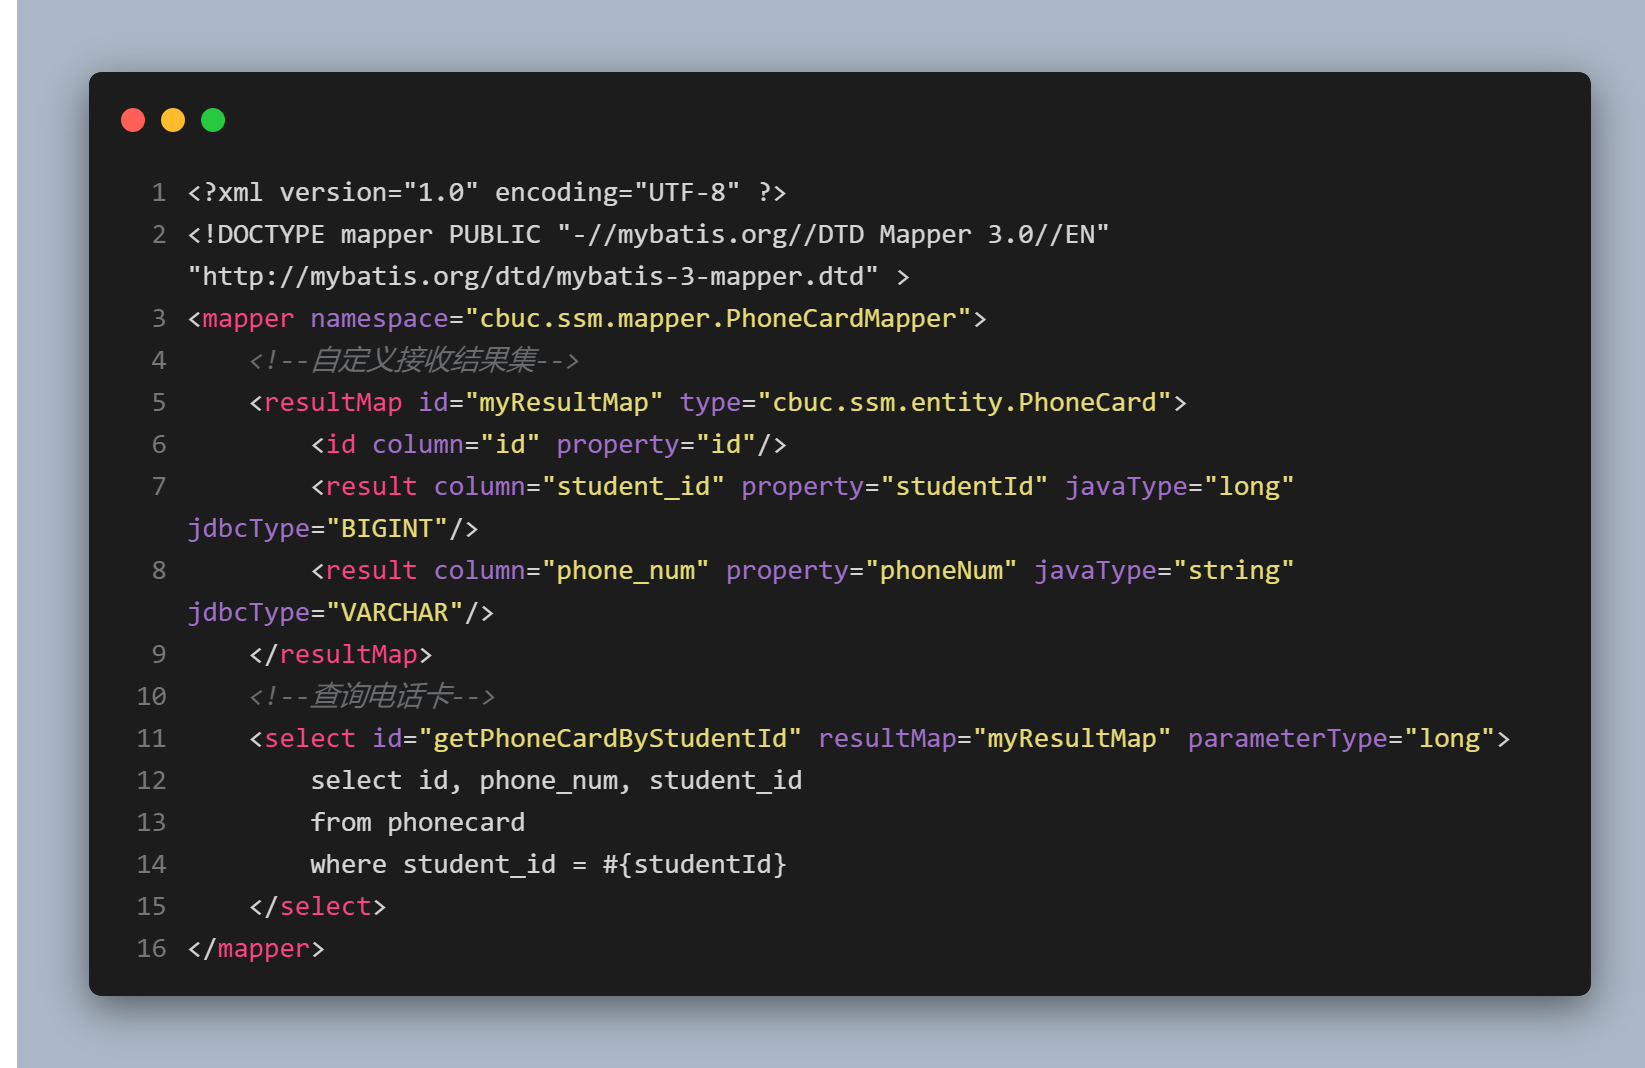 1 <?xml version="1.0" encoding="UTF-8" ?>
2 <!DOCTYPE mapper PUBLIC "-//mybatis.org//DTD Mapper 3.0//EN"
"http://mybatis.org/dtd/mybatis-3-mapper.dtd" >
3 <mapper namespace="cbuc.ssm.mapper.PhoneCardMapper">
4     <!--自定义接收结果集-->
5     <resultMap id="myResultMap" type="cbuc.ssm.entity.PhoneCard">
6         <id column="id" property="id"/>
7         <result column="student_id" property="studentId" javaType="long"
jdbcType="BIGINT"/>
8         <result column="phone_num" property="phoneNum" javaType="string"
jdbcType="VARCHAR"/>
9     </resultMap>
10     <!--查询电话卡-->
11     <select id="getPhoneCardByStudentId" resultMap="myResultMap" parameterType="long">
12         select id, phone_num, student_id
13         from phonecard
14         where student_id = #{studentId}
15     </select>
16 </mapper>